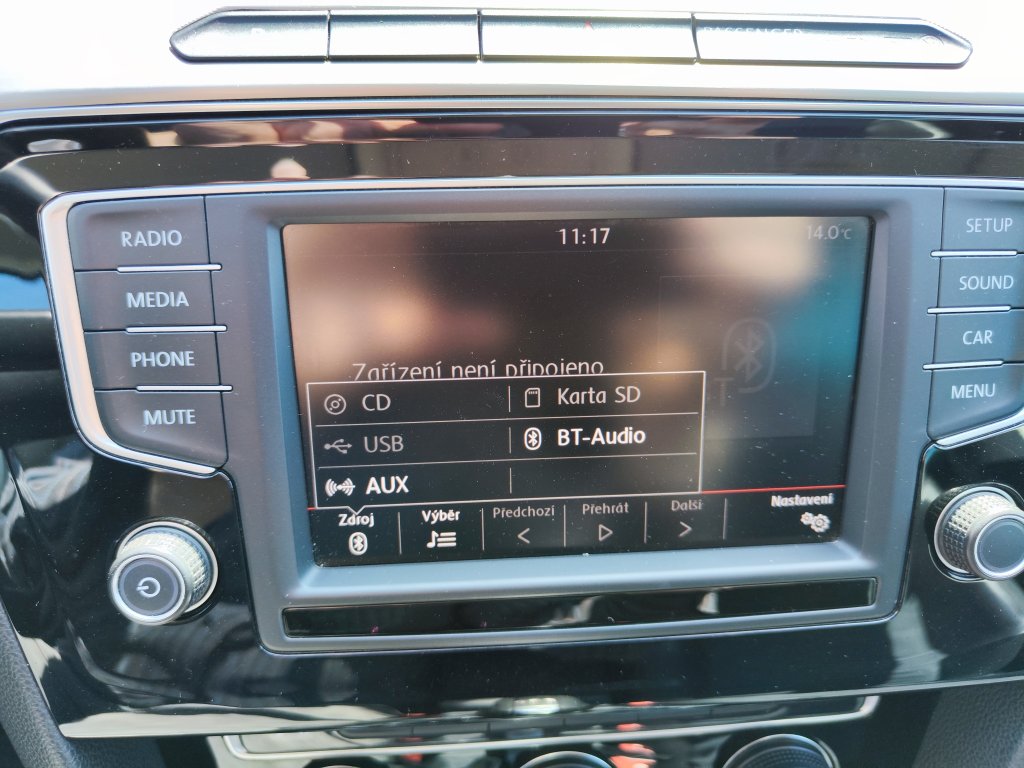 PASSENGER
RADIO
MEDIA
PHONE
MUTE
11:17
14.0°C
Zařízení není připojeno
CD
Karta SD
USB
BT-Audio
AUX
Zdroj
Výběr
Předchozí
Přehrát
Další
Nastavení
SETUP
SOUND
CAR
MENU